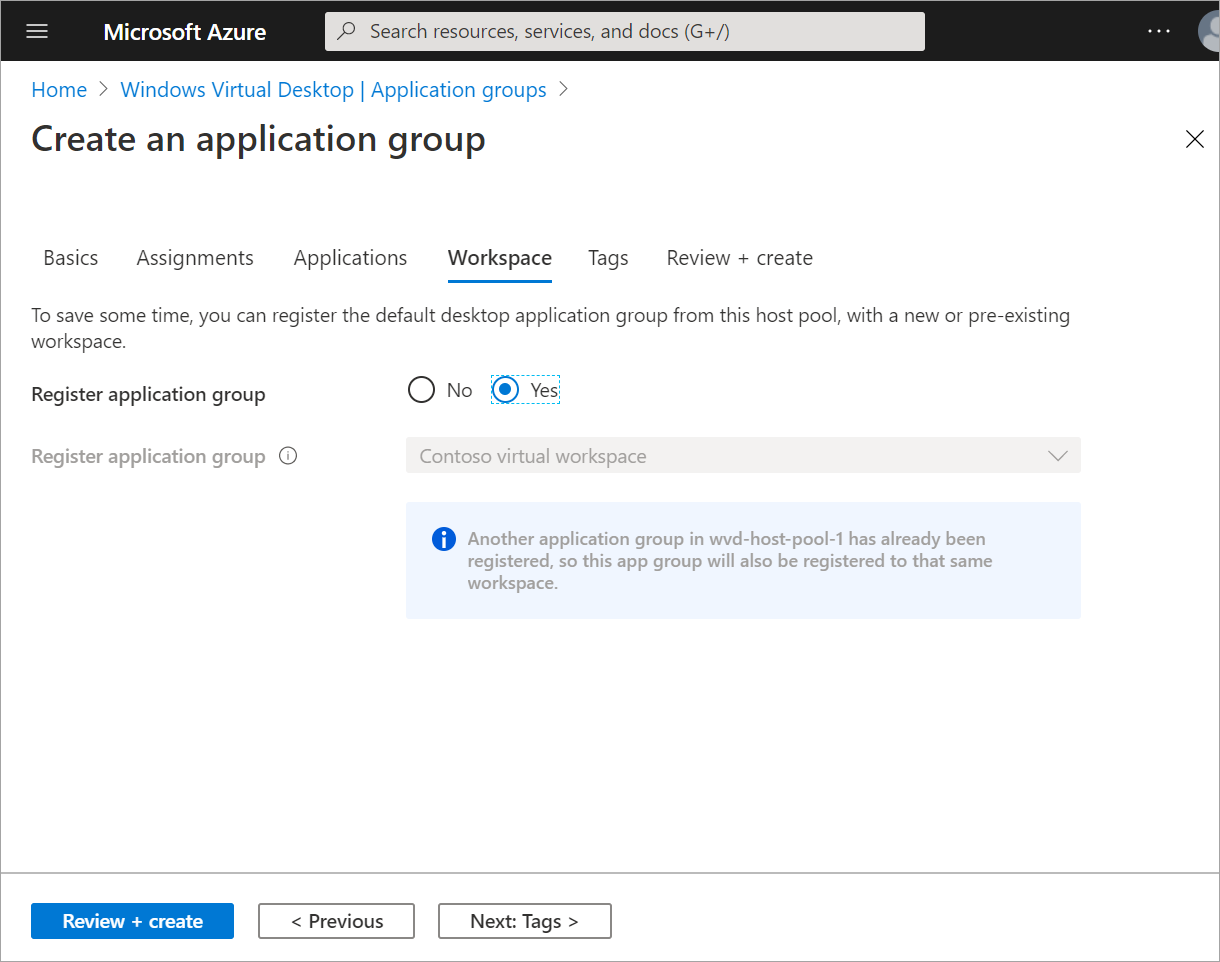 Microsoft Azure
Search resources, services, and docs (G+/)
Home > Windows Virtual Desktop | Application groups >
Create an application group
Basics Assignments Applications Workspace Tags Review + create
To save some time, you can register the default desktop application group from this host pool, with a new or pre-existing
workspace.
Register application group No Yes
Register application group Contoso virtual workspace
Another application group in wvd-host-pool-1 has already been
registered, so this app group will also be registered to that same
workspace.
Review + create < Previous Next: Tags >